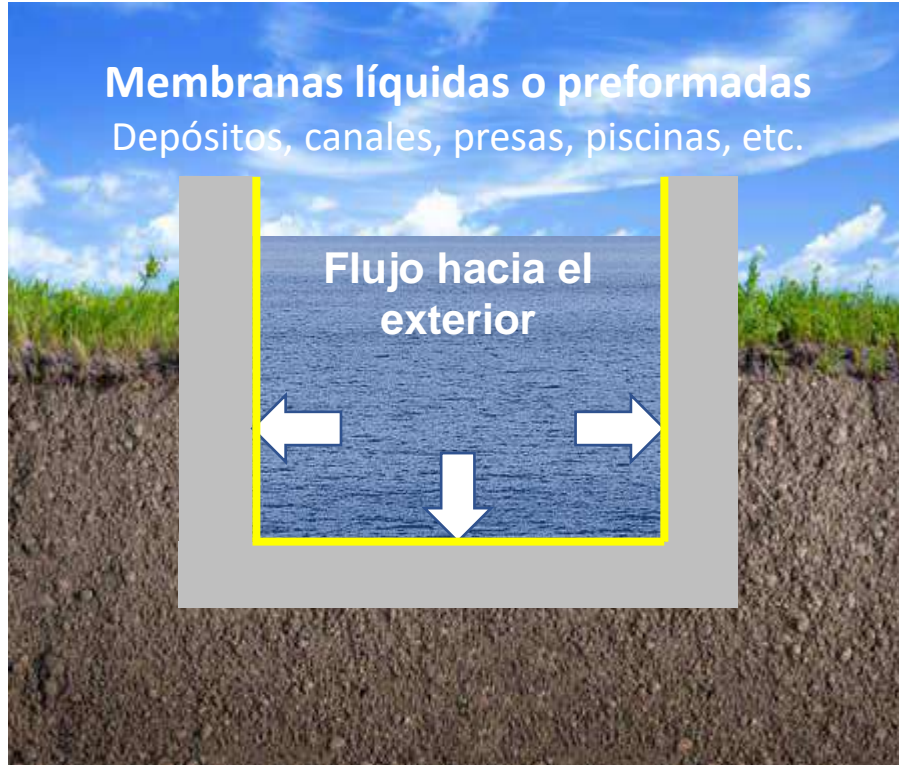 Membranas líquidas o preformadas
Depósitos, canales, presas, piscinas, etc.
Flujo hacia el
exterior